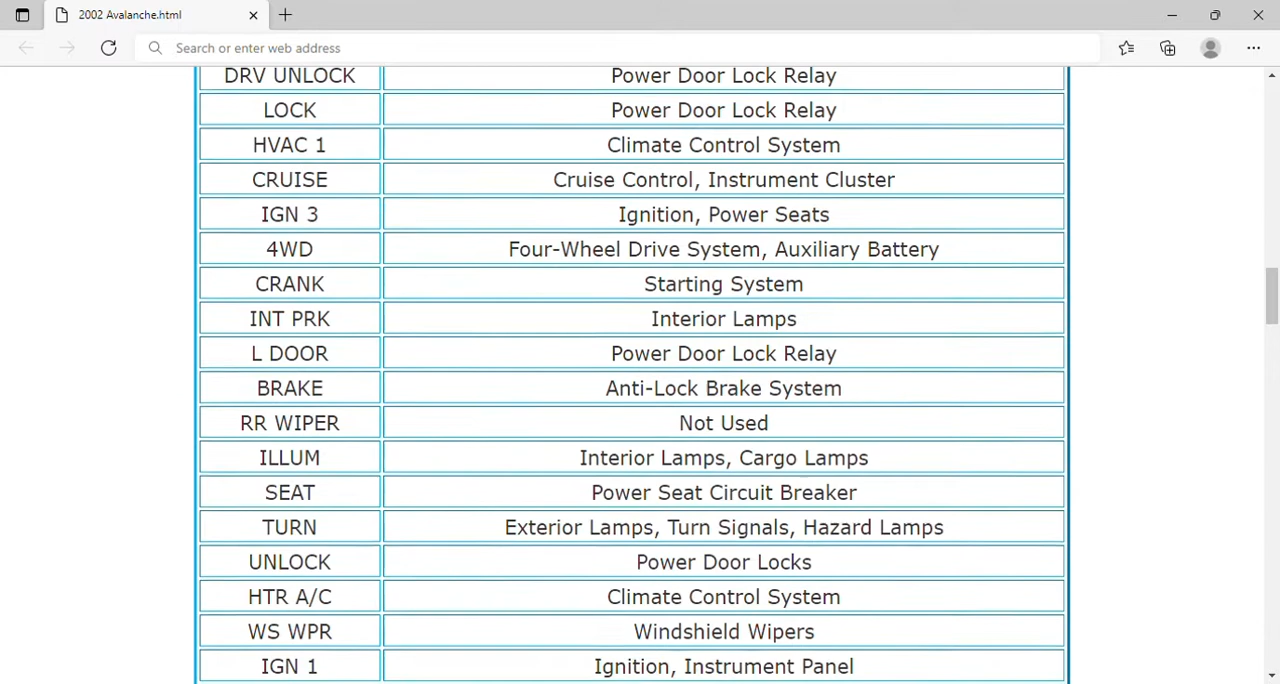 2002 Avalanche.html
Search or enter web address
DRV UNLOCK Power Door Lock Relay
LOCK Power Door Lock Relay
HVAC 1 Climate Control System
CRUISE Cruise Control, Instrument Cluster
IGN 3 Ignition, Power Seats
4WD Four-Wheel Drive System, Auxiliary Battery
CRANK Starting System
INT PRK Interior Lamps
L DOOR Power Door Lock Relay
BRAKE Anti-Lock Brake System
RR WIPER Not Used
ILLUM Interior Lamps, Cargo Lamps
SEAT Power Seat Circuit Breaker
TURN Exterior Lamps, Turn Signals, Hazard Lamps
UNLOCK Power Door Locks
HTR A/C Climate Control System
WS WPR Windshield Wipers
IGN 1 Ignition, Instrument Panel